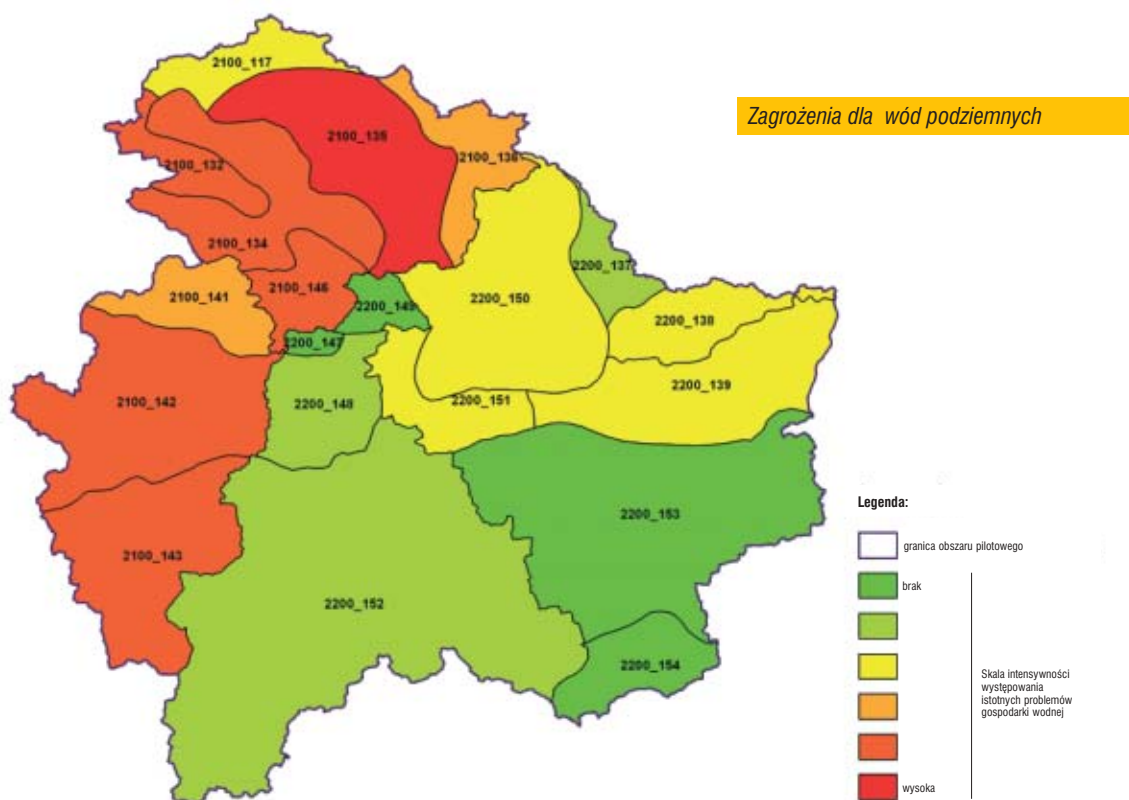 2100_117
Zagrożenia dla wód podziemnych
2100_135
2100_136
2100_132
2100_134
2200_137
2100_141
2100_146
2200_149
2200_150
2200_138
2200_147
2200_139
2100_142
2200_148
2200_151
Legenda:
2200_153
granica obszaru pilotowego
2100_143
brak
2200_152
2200_154
Skala intensywności
występowania
istotnych problemów
gospodarki wodnej
wysoka